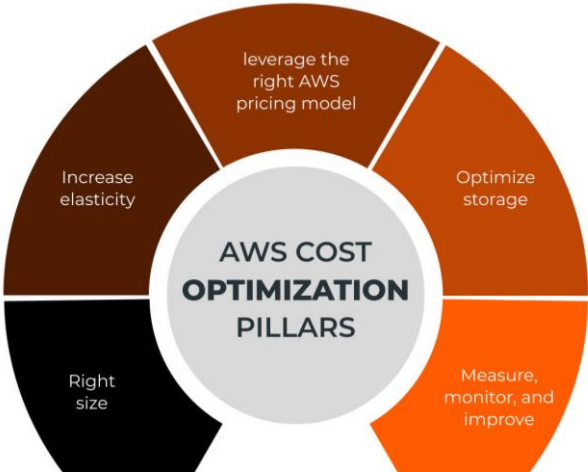 leverage the
right AWS
pricing model
Increase
elasticity
Optimize
storage
AWS COST
OPTIMIZATION
PILLARS
Right
size
Measure,
monitor, and
improve